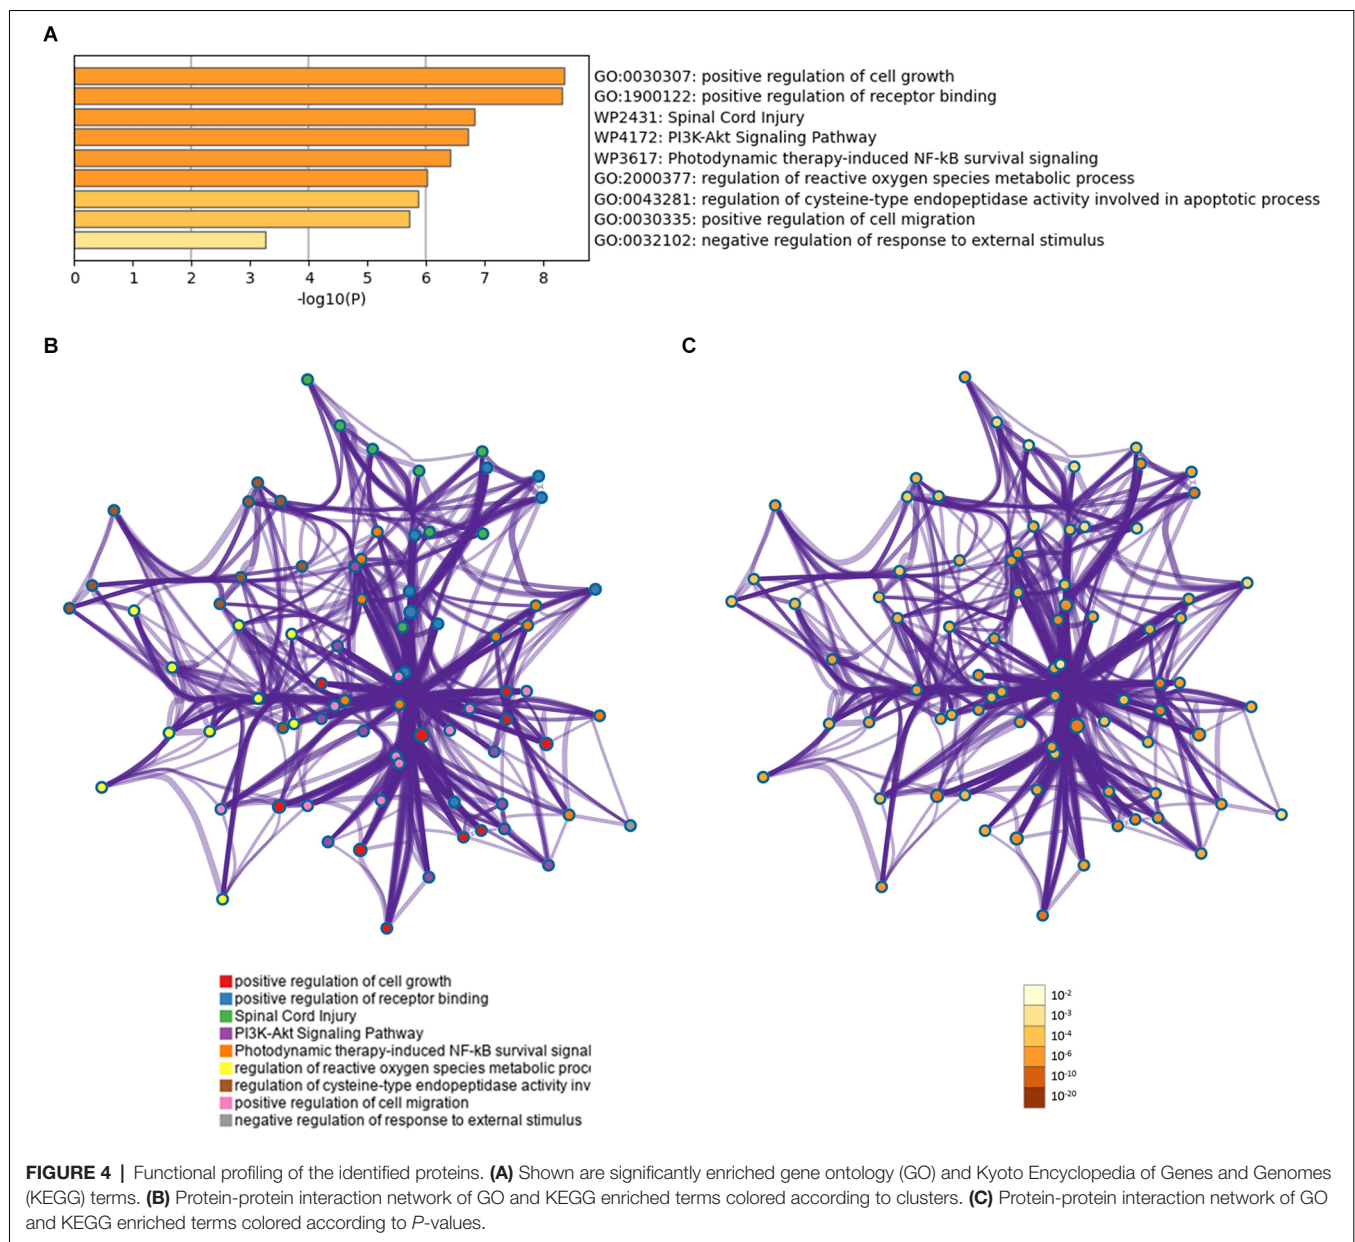 A
GO:0030307: positive regulation of cell growth
GO:1900122: positive regulation of receptor binding
WP2431: Spinal Cord Injury
WP4172: PI3K-Akt Signaling Pathway
WP3617: Photodynamic therapy-induced NF-kB survival signaling
GO:2000377: regulation of reactive oxygen species metabolic process
GO:0043281: regulation of cysteine-type endopeptidase activity involved in apoptotic process
GO:0030335: positive regulation of cell migration
GO:0032102: negative regulation of response to external stimulus
0 1 2 3 4 5 6 7 8
-log10(P)
B
C
positive regulation of cell growth
positive regulation of receptor binding
Spinal Cord Injury
PI3K-Akt Signaling Pathway
Photodynamic therapy-induced NF-kB survival signal
regulation of reactive oxygen species metabolic proce
regulation of cysteine-type endopeptidase activity inv
positive regulation of cell migration
negative regulation of response to external stimulus
10-2
10-3
10-4
10-6
10-10
10-20
FIGURE 4 | Functional profiling of the identified proteins. (A) Shown are significantly enriched gene ontology (GO) and Kyoto Encyclopedia of Genes and Genomes
(KEGG) terms. (B) Protein-protein interaction network of GO and KEGG enriched terms colored according to clusters. (C) Protein-protein interaction network of GO
and KEGG enriched terms colored according to P-values.